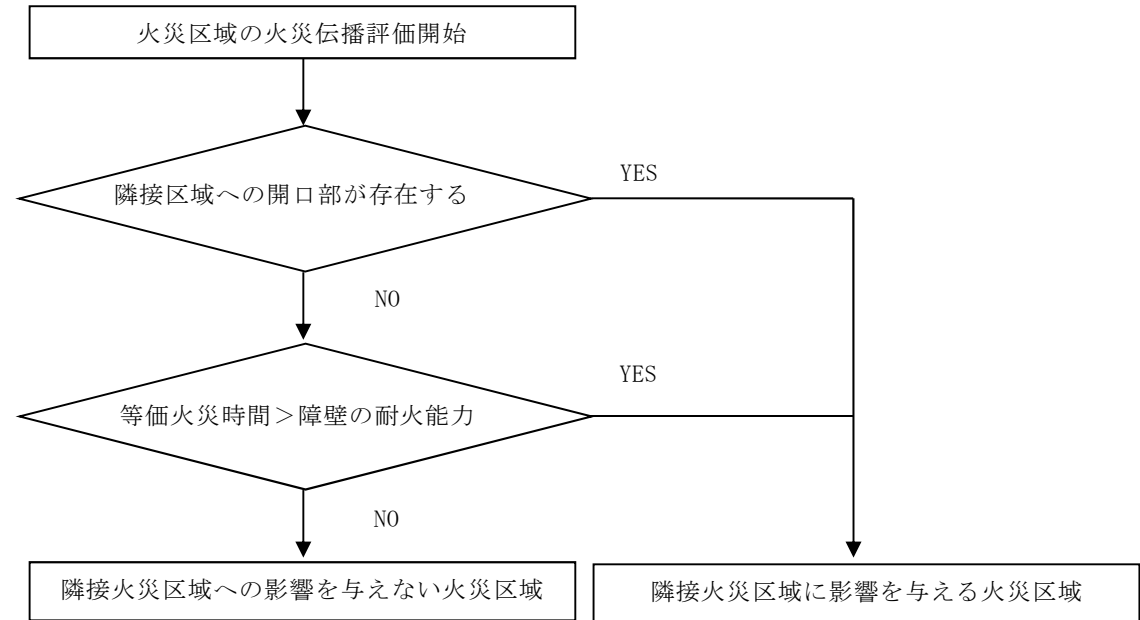 火災区域の火災伝播評価開始
隣接区域への開口部が存在する
YES
NO
等価火災時間＞障壁の耐火能力
YES
NO
隣接火災区域への影響を与えない火災区域
隣接火災区域に影響を与える火災区域